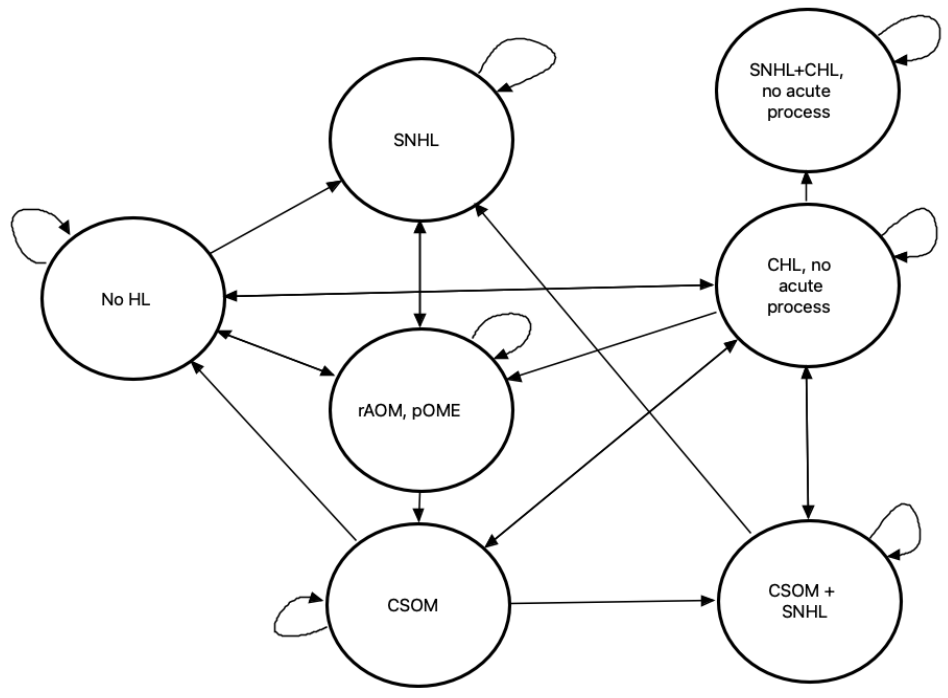 SNHL+CHL,
no acute
process
SNHL
CHL, no
acute
process
No HL
rAOM, pOME
CSOM
CSOM +
SNHL